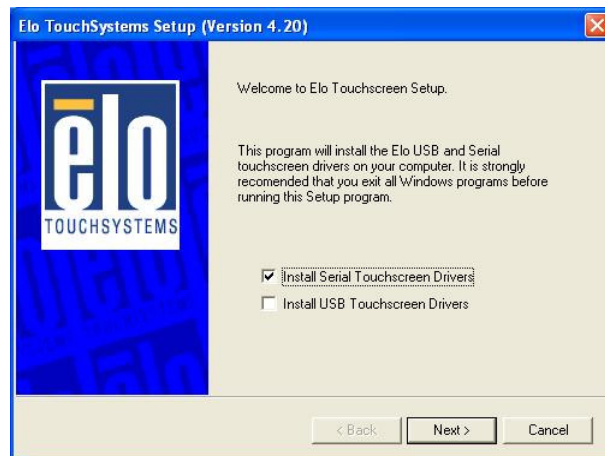 Elo TouchSystems Setup (Version 4.20)
Welcome to Elo Touchscreen Setup.
This program will install the Elo USB and Serial
touchscreen drivers on your computer. It is strongly
recomended that you exit all Windows programs before
running this Setup program.
ēlo
TOUCHSYSTEMS
Install Serial Touchscreen Drivers
Install USB Touchscreen Drivers
< Back
Next >
Cancel